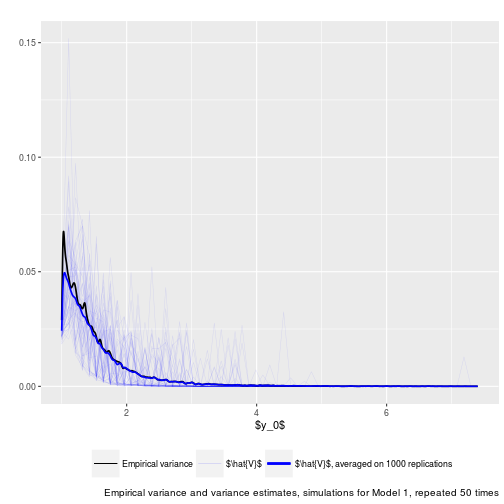 0.15
0.10
0.05
0.00
2 4 6
$y_0$
Empirical variance $\hat{V}$ $\hat{V}$, averaged on 1000 replications
Empirical variance and variance estimates, simulations for Model 1, repeated 50 times